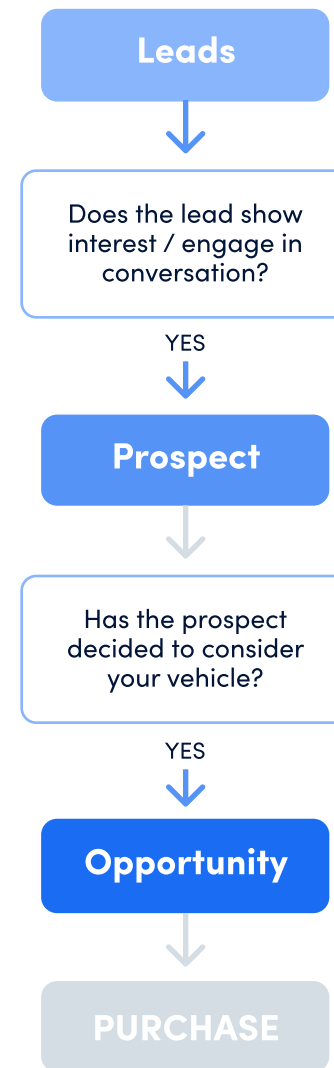 Leads
Does the lead show
interest / engage in
conversation?
YES
Prospect
Has the prospect
decided to consider
your vehicle?
YES
Opportunity
PURCHASE